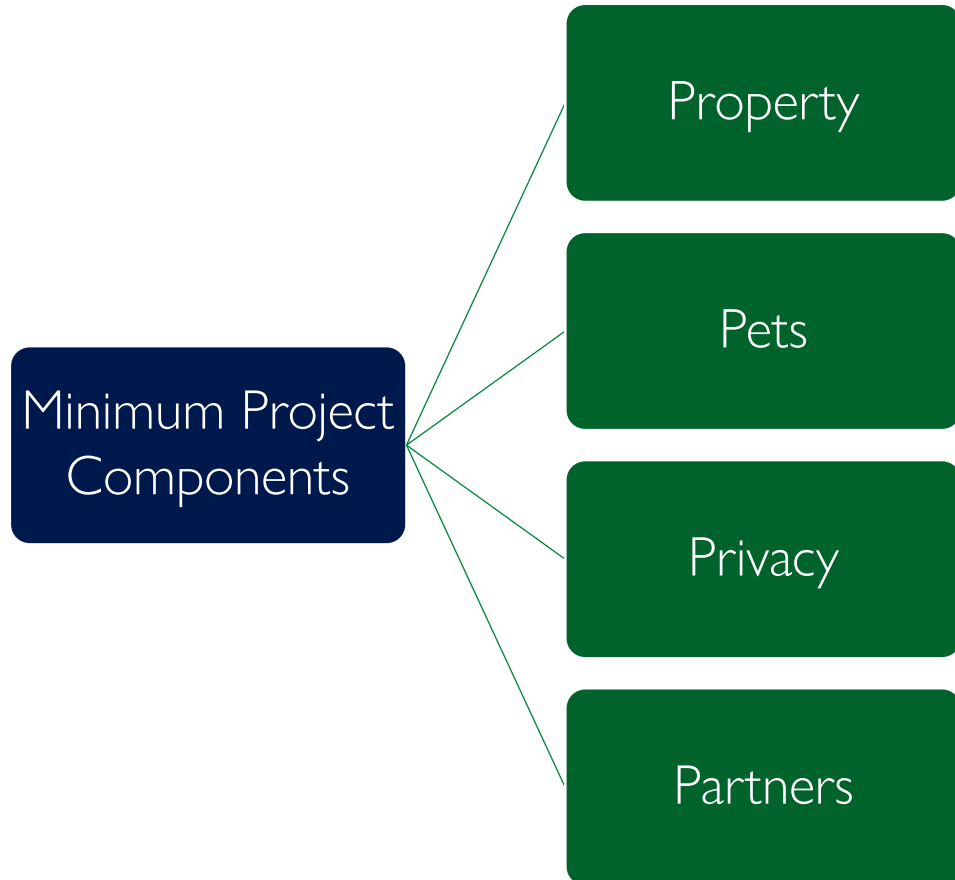 Property
Pets
Minimum Project
Components
Privacy
Partners